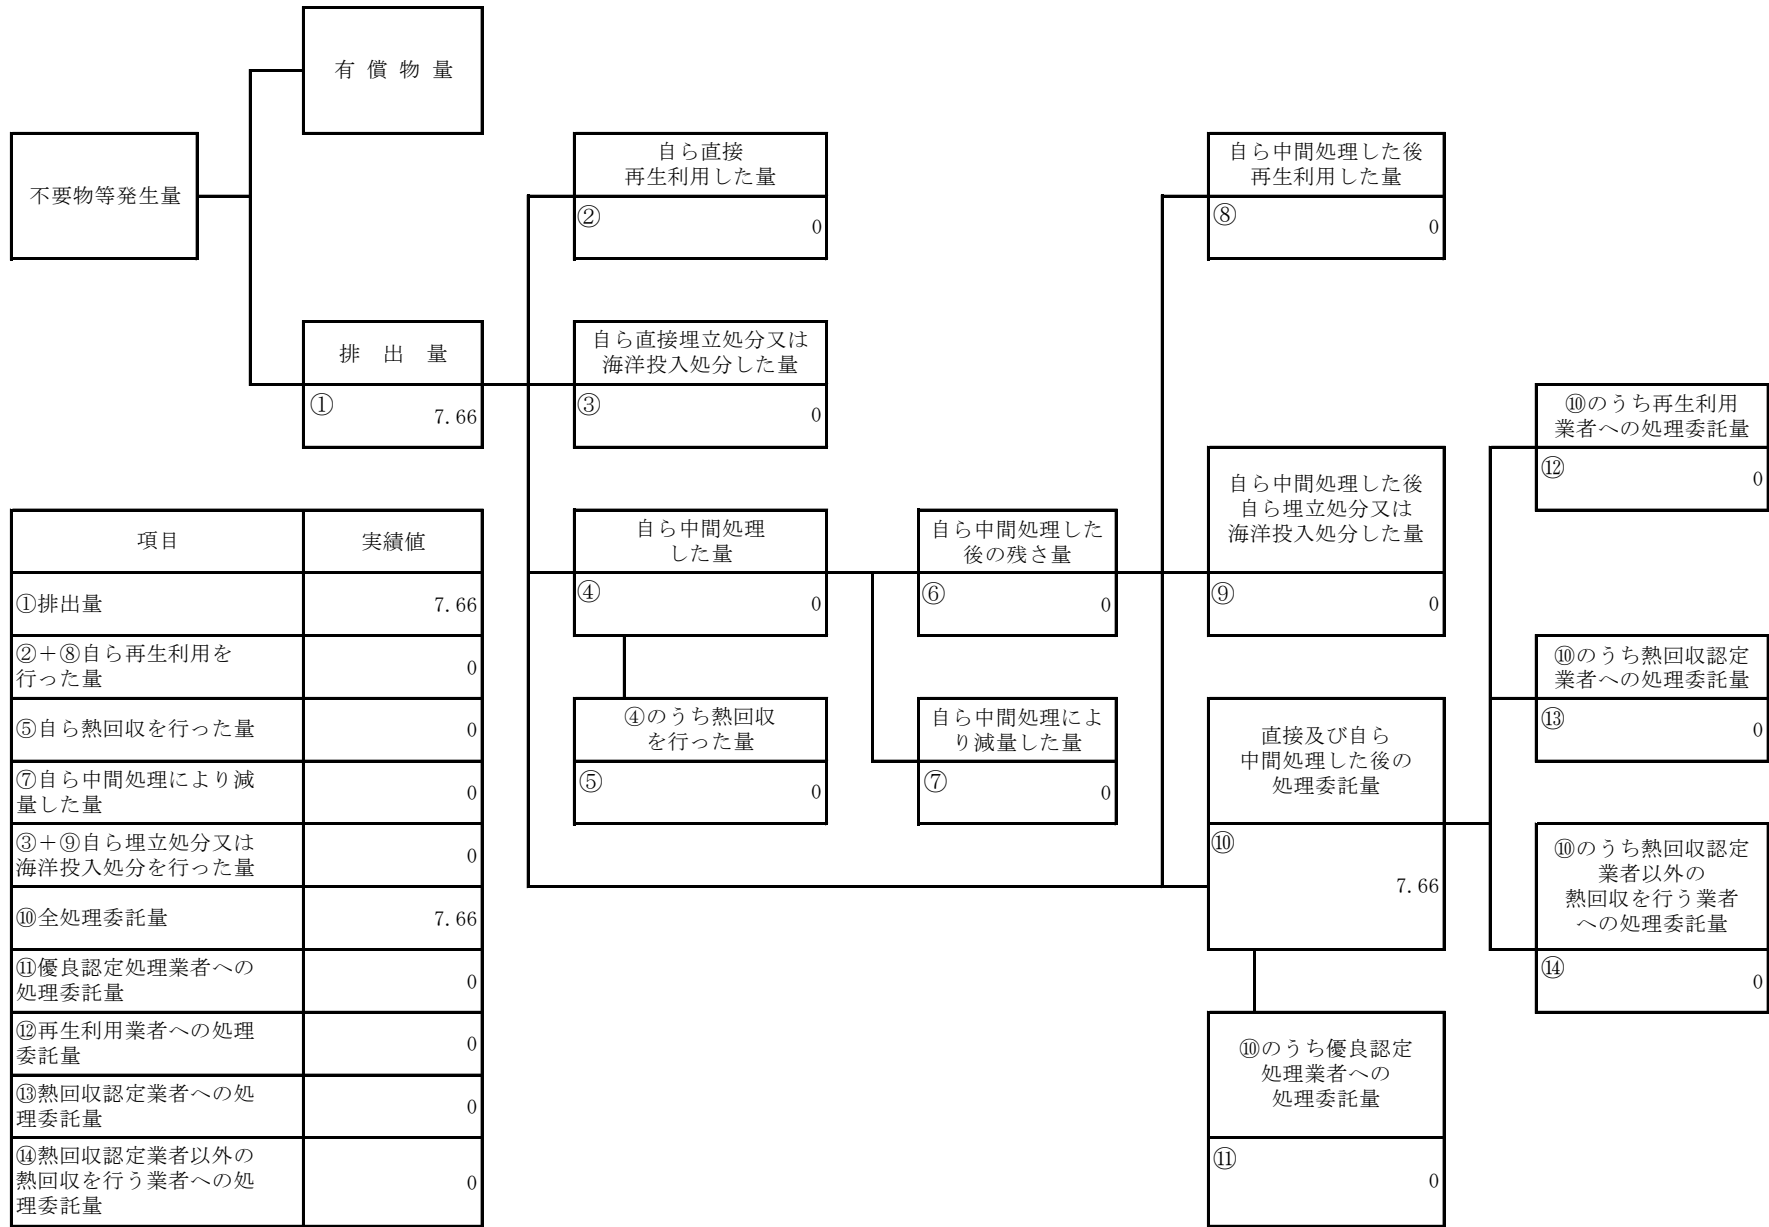 有 償 物 量
不要物等発生量
自ら直接
再生利用した量
②
0
自ら中間処理した後
再生利用した量
⑧
0
排 出 量
①
7.66
自ら直接埋立処分又は
海洋投入処分した量
③
0
⑩のうち再生利用
業者への処理委託量
⑫
0
自ら中間処理
した量
④
0
自ら中間処理した
後の残さ量
⑥
0
自ら中間処理した後
自ら埋立処分又は
海洋投入処分した量
⑨
0
⑩のうち熱回収認定
業者への処理委託量
⑬
0
④のうち熱回収
を行った量
⑤
0
自ら中間処理によ
り減量した量
⑦
0
直接及び自ら
中間処理した後の
処理委託量
⑩
7.66
⑩のうち熱回収認定
業者以外の
熱回収を行う業者
への処理委託量
⑭
0
⑩のうち優良認定
処理業者への
処理委託量
⑪
0
項目 実績値
①排出量 7.66
②+⑧自ら再生利用を
行った量 0
⑤自ら熱回収を行った量 0
⑦自ら中間処理により減
量した量 0
③+⑨自ら埋立処分又は
海洋投入処分を行った量 0
⑩全処理委託量 7.66
⑪優良認定処理業者への
処理委託量 0
⑫再生利用業者への処理
委託量 0
⑬熱回収認定業者への処
理委託量 0
⑭熱回収認定業者以外の
熱回収を行う業者への処
理委託量 0